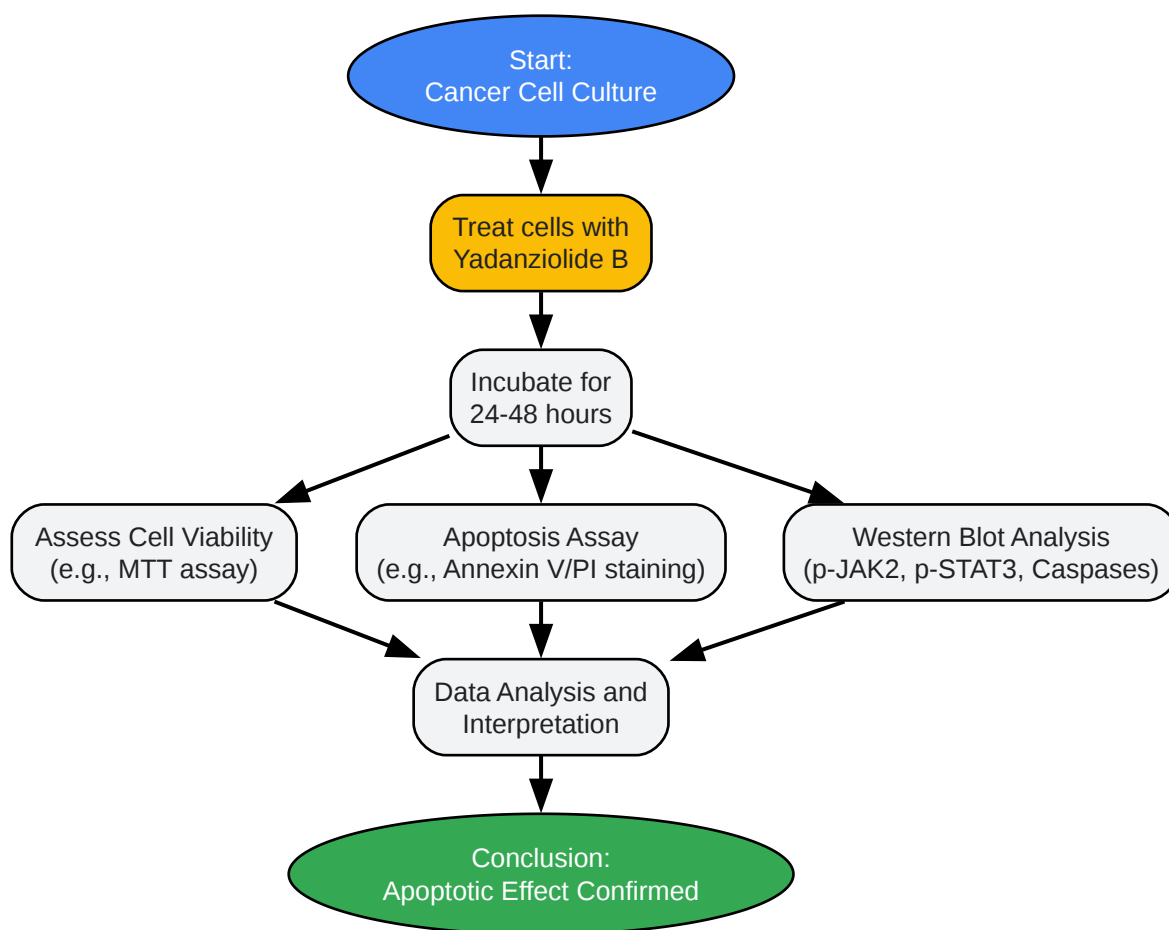 Start:
Cancer Cell Culture
Treat cells with
Yadanziolide B
Incubate for
24-48 hours
Assess Cell Viability
(e.g., MTT assay)
Apoptosis Assay
(e.g., Annexin V/PI staining)
Western Blot Analysis
(p-JAK2, p-STAT3, Caspases)
Data Analysis and
Interpretation
Conclusion:
Apoptotic Effect Confirmed